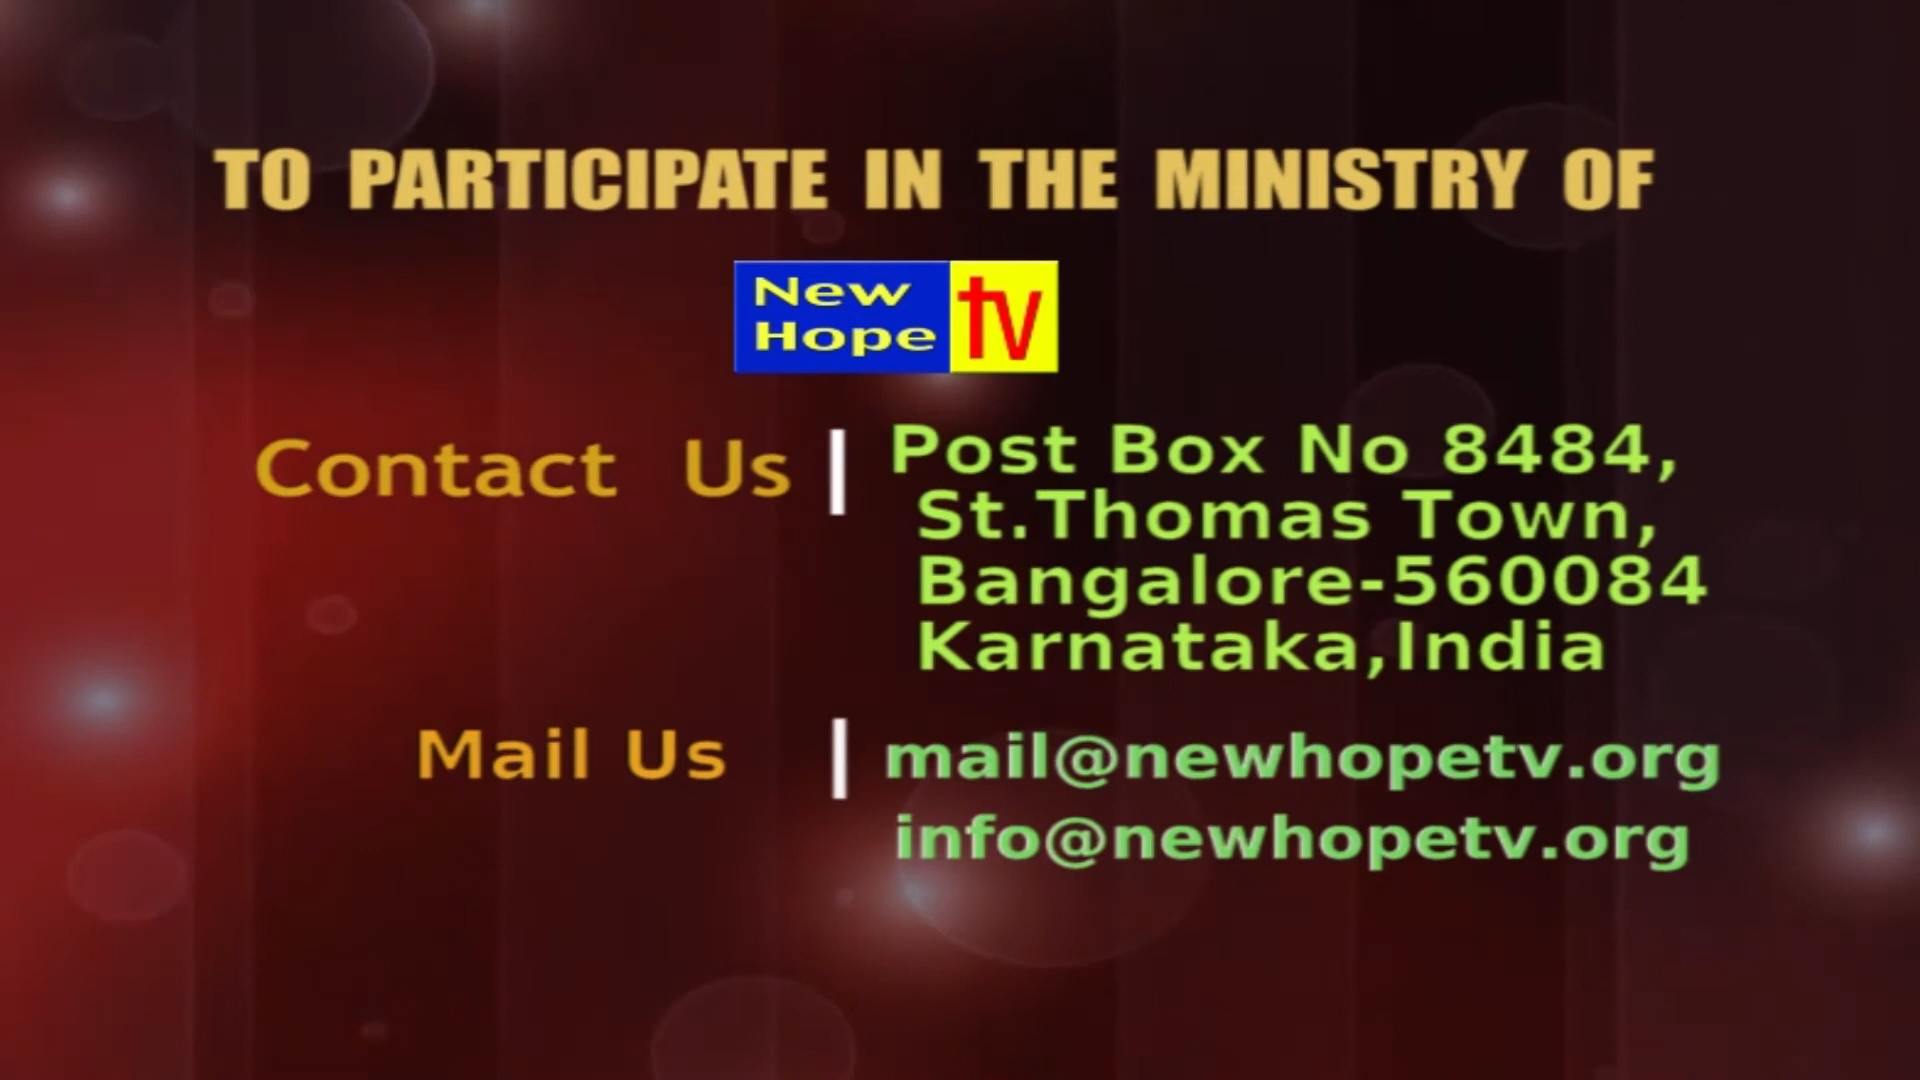 TO PARTICIPATE IN THE MINISTRY OF
New
Hope
tv
Contact Us | Post Box No 8484,
St.Thomas Town,
Bangalore-560084
Karnataka,India
Mail Us | mail@newhopetv.org
info@newhopetv.org